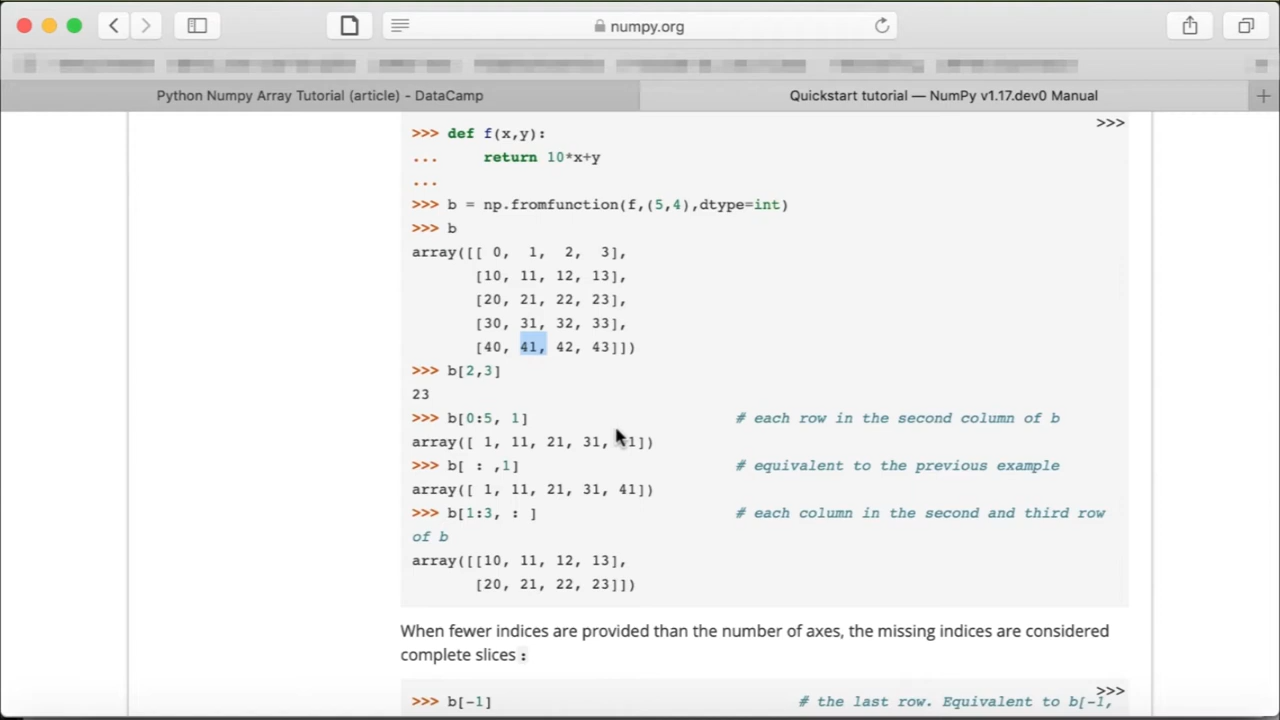 numpy.org
Python Numpy Array Tutorial (article) - DataCamp
Quickstart tutorial — NumPy v1.17.dev0 Manual
>>>
>>> def f(x,y):
...     return 10*x+y
...
>>> b = np.fromfunction(f,(5,4),dtype=int)
>>> b
array([[ 0,  1,  2,  3],
       [10, 11, 12, 13],
       [20, 21, 22, 23],
       [30, 31, 32, 33],
       [40, 41, 42, 43]])
>>> b[2,3]
23
>>> b[0:5, 1]                       # each row in the second column of b
array([ 1, 11, 21, 31, 41])
>>> b[ : ,1]                        # equivalent to the previous example
array([ 1, 11, 21, 31, 41])
>>> b[1:3, : ]                      # each column in the second and third row
of b
array([[10, 11, 12, 13],
       [20, 21, 22, 23]])
When fewer indices are provided than the number of axes, the missing indices are considered
complete slices :
>>>
>>> b[-1]                                  # the last row. Equivalent to b[-1,